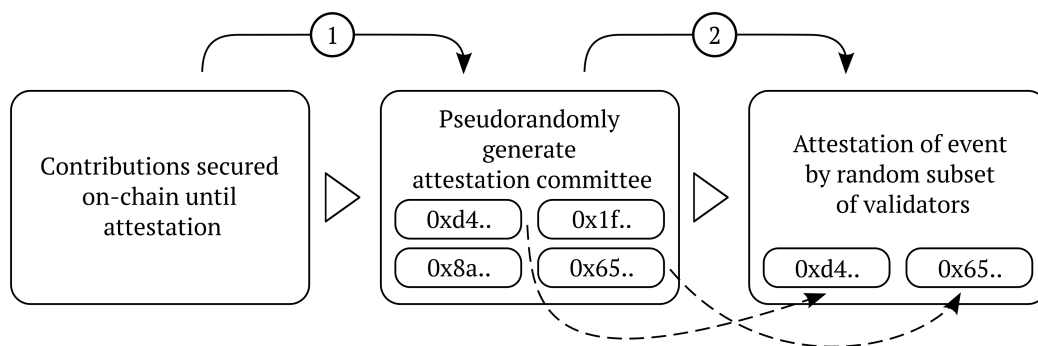 1
2
Contributions secured
on-chain until
attestation
Pseudorandomly
generate
attestation committee
0xd4..
0x1f..
0x8a..
0x65..
Attestation of event
by random subset
of validators
0xd4..
0x65..